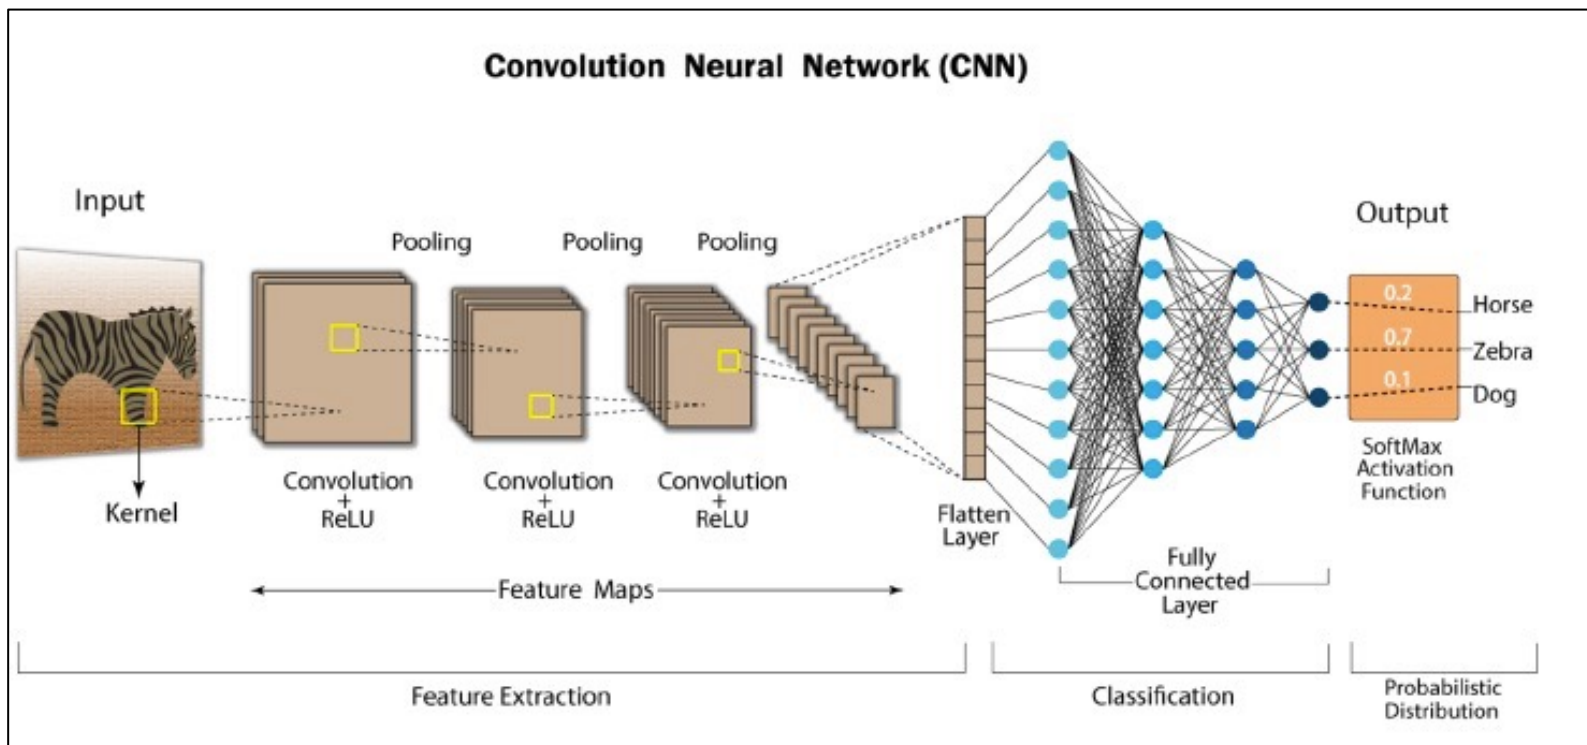 Convolution Neural Network (CNN)
Input
Output
Pooling
Pooling
Pooling
0.2
Horse
0.7
Zebra
0.1
Dog
Kernel
Convolution
+
ReLU
Convolution
+
ReLU
Convolution
+
ReLU
Flatten
Layer
SoftMax
Activation
Function
Feature Maps
Fully
Connected
Layer
Feature Extraction
Classification
Probabilistic
Distribution